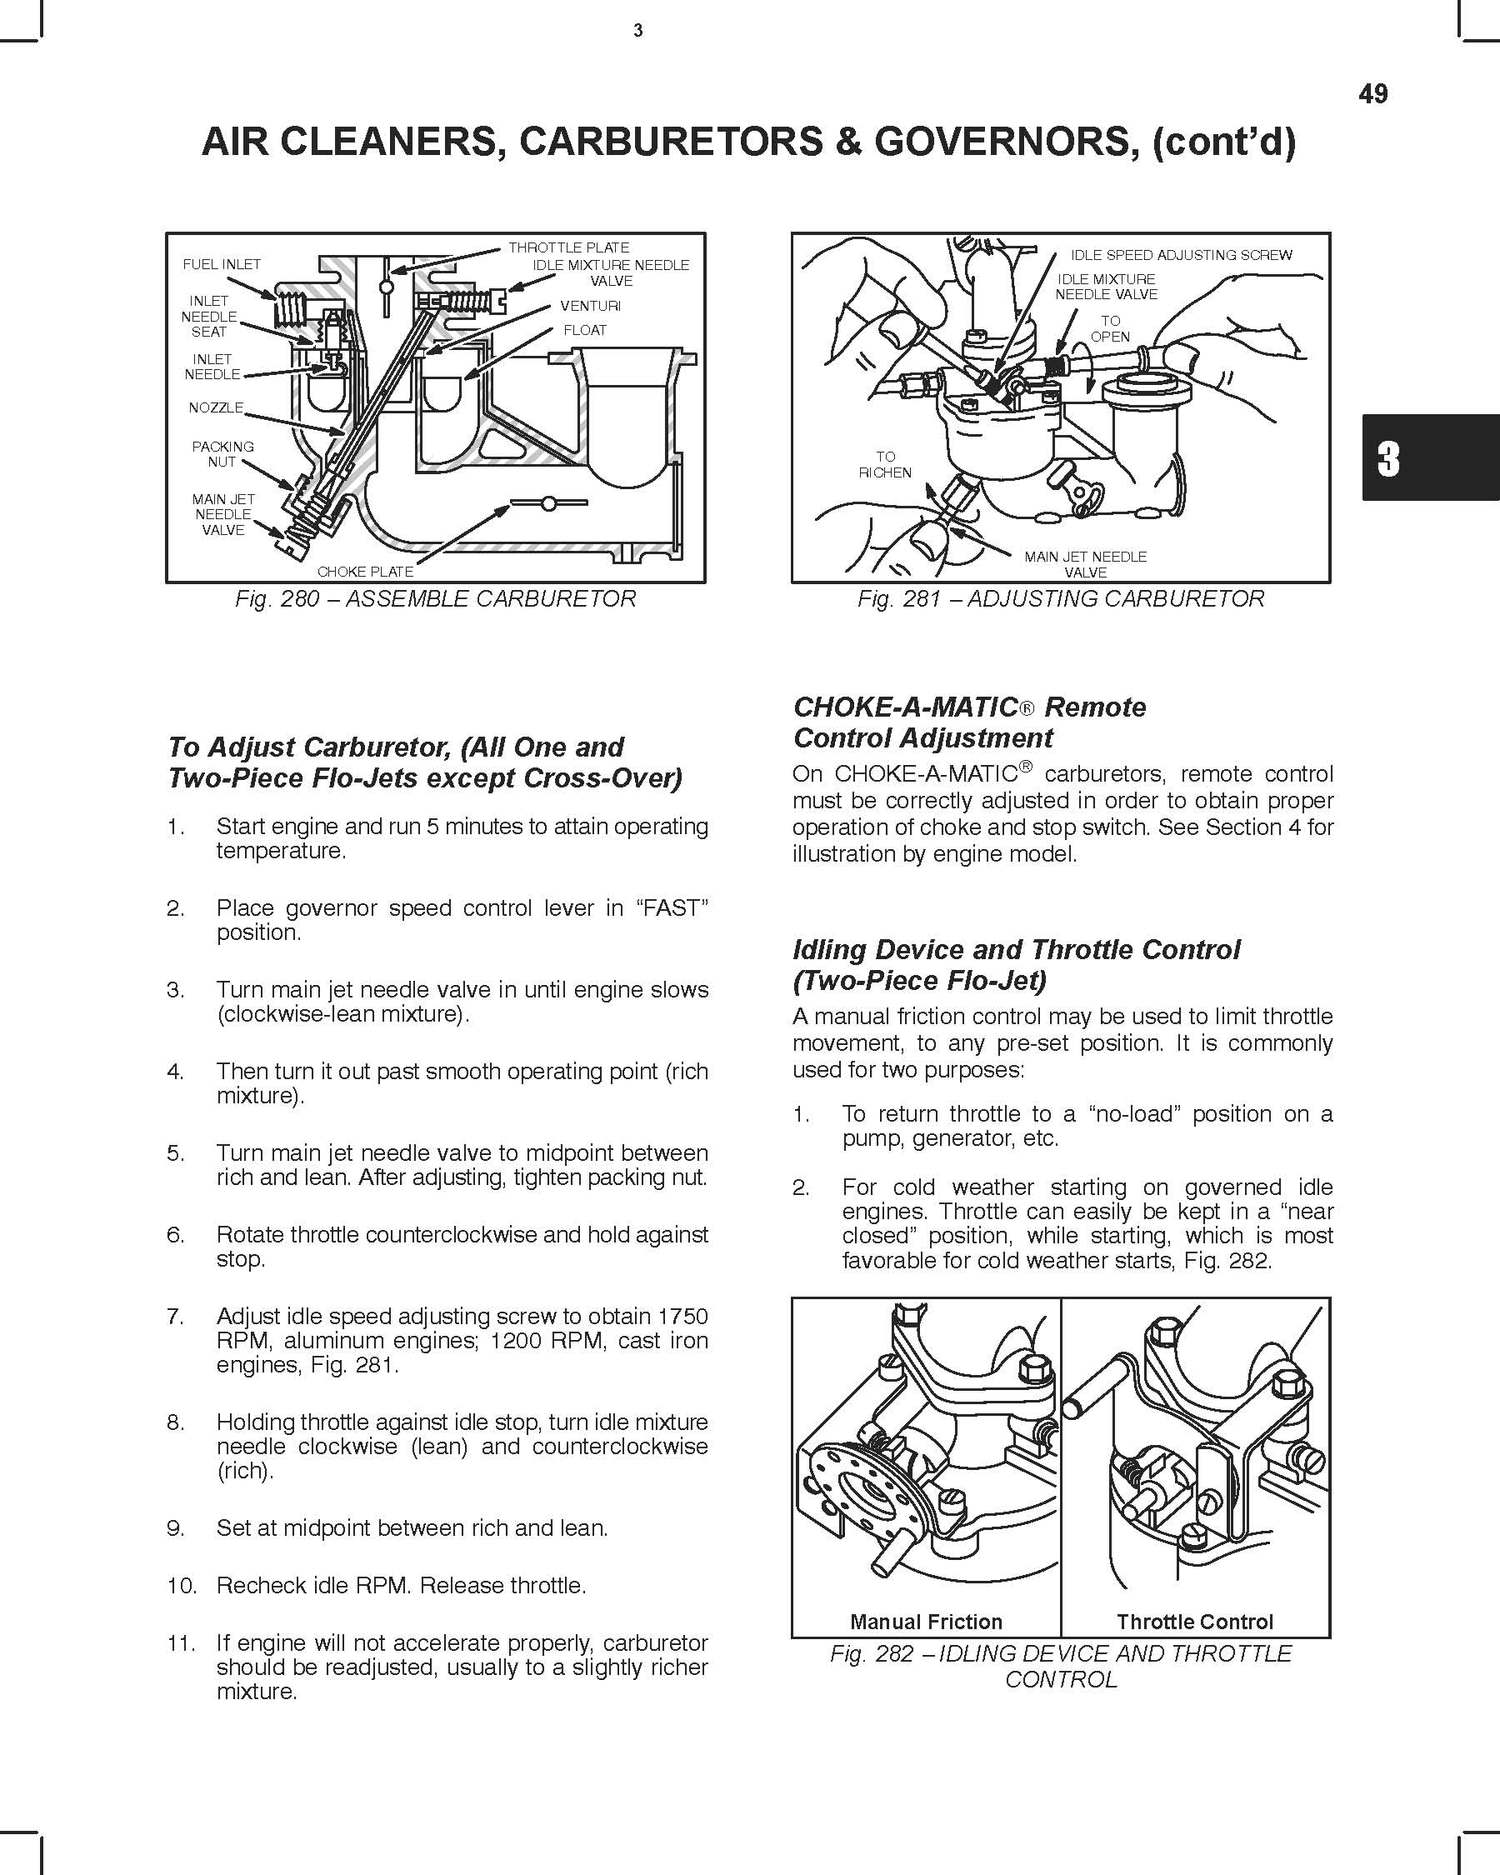 3
49
AIR CLEANERS, CARBURETORS & GOVERNORS, (cont’d)
THROTTLE PLATE
FUEL INLET
IDLE MIXTURE NEEDLE
VALVE
INLET
NEEDLE
SEAT
VENTURI
FLOAT
INLET
NEEDLE
NOZZLE
PACKING
NUT
MAIN JET
NEEDLE
VALVE
CHOKE PLATE
Fig. 280 – ASSEMBLE CARBURETOR
IDLE SPEED ADJUSTING SCREW
IDLE MIXTURE
NEEDLE VALVE
TO
OPEN
TO
RICHEN
MAIN JET NEEDLE
VALVE
Fig. 281 – ADJUSTING CARBURETOR
3
To Adjust Carburetor, (All One and
Two-Piece Flo-Jets except Cross-Over)
1. Start engine and run 5 minutes to attain operating
temperature.
2. Place governor speed control lever in “FAST”
position.
3. Turn main jet needle valve in until engine slows
(clockwise-lean mixture).
4. Then turn it out past smooth operating point (rich
mixture).
5. Turn main jet needle valve to midpoint between
rich and lean. After adjusting, tighten packing nut.
6. Rotate throttle counterclockwise and hold against
stop.
7. Adjust idle speed adjusting screw to obtain 1750
RPM, aluminum engines; 1200 RPM, cast iron
engines, Fig. 281.
8. Holding throttle against idle stop, turn idle mixture
needle clockwise (lean) and counterclockwise
(rich).
9. Set at midpoint between rich and lean.
10. Recheck idle RPM. Release throttle.
11. If engine will not accelerate properly, carburetor
should be readjusted, usually to a slightly richer
mixture.
CHOKE-A-MATIC® Remote
Control Adjustment
On CHOKE-A-MATIC® carburetors, remote control
must be correctly adjusted in order to obtain proper
operation of choke and stop switch. See Section 4 for
illustration by engine model.
Idling Device and Throttle Control
(Two-Piece Flo-Jet)
A manual friction control may be used to limit throttle
movement, to any pre-set position. It is commonly
used for two purposes:
1. To return throttle to a “no-load” position on a
pump, generator, etc.
2. For cold weather starting on governed idle
engines. Throttle can easily be kept in a “near
closed” position, while starting, which is most
favorable for cold weather starts, Fig. 282.
Manual Friction
Throttle Control
Fig. 282 – IDLING DEVICE AND THROTTLE
CONTROL